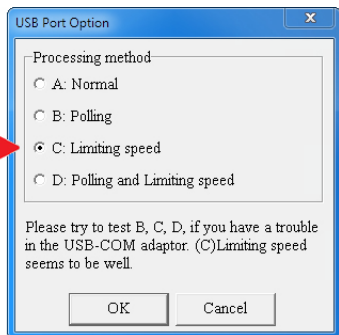 USB Port Option
x
Processing method
A: Normal
B: Polling
C: Limiting speed
D: Polling and Limiting speed
Please try to test B, C, D, if you have a trouble
in the USB-COM adaptor. (C)Limiting speed
seems to be well.
OK Cancel